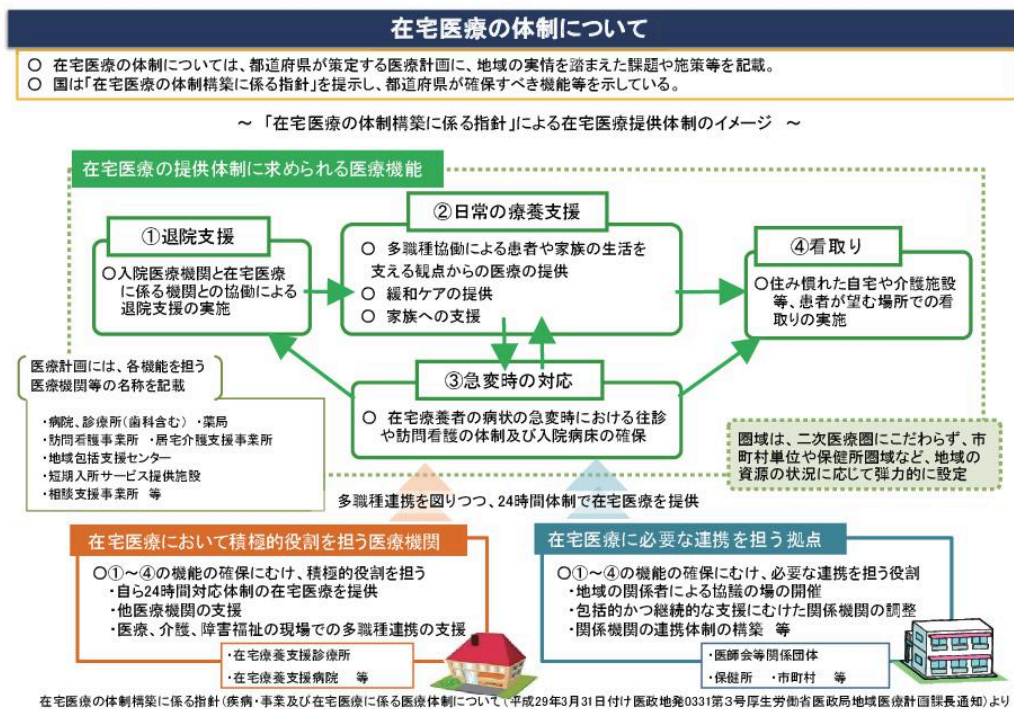 在宅医療の体制について
○ 在宅医療の体制については、都道府県が策定する医療計画に、地域の実情を踏まえた課題や施策等を記載。
○ 国は「在宅医療の体制構築に係る指針」を提示し、都道府県が確保すべき機能等を示している。
～ 「在宅医療の体制構築に係る指針」による在宅医療提供体制のイメージ ～
在宅医療の提供体制に求められる医療機能
①退院支援
○入院医療機関と在宅医療
に係る機関との協働による
退院支援の実施
②日常の療養支援
○ 多職種協働による患者や家族の生活を
支える観点からの医療の提供
○ 緩和ケアの提供
○ 家族への支援
④看取り
○住み慣れた自宅や介護施設
等、患者が望む場所での看
取りの実施
③急変時の対応
○ 在宅療養者の病状の急変時における往診
や訪問看護の体制及び入院病床の確保
医療計画には、各機能を担う
医療機関等の名称を記載
・病院、診療所(歯科含む) ・薬局
・訪問看護事業所 ・居宅介護支援事業所
・地域包括支援センター
・短期入所サービス提供施設
・相談支援事業所 等
圏域は、二次医療圏にこだわらず、市
町村単位や保健所圏域など、地域の
資源の状況に応じて弾力的に設定
多職種連携を図りつつ、24時間体制で在宅医療を提供
在宅医療において積極的役割を担う医療機関
○①～④の機能の確保にむけ、積極的役割を担う
・自ら24時間対応体制の在宅医療を提供
・他医療機関の支援
・医療、介護、障害福祉の現場での多職種連携の支援
・在宅療養支援診療所
・在宅療養支援病院 等
在宅医療に必要な連携を担う拠点
○①～④の機能の確保にむけ、必要な連携を担う役割
・地域の関係者による協議の場の開催
・包括的かつ継続的な支援にむけた関係機関の調整
・関係機関の連携体制の構築 等
・医師会等関係団体
・保健所 ・市町村 等
在宅医療の体制構築に係る指針(疾病・事業及び在宅医療に係る医療体制について(平成29年3月31日付け医政地発0331第3号厚生労働省医政局地域医療計画課長通知)より